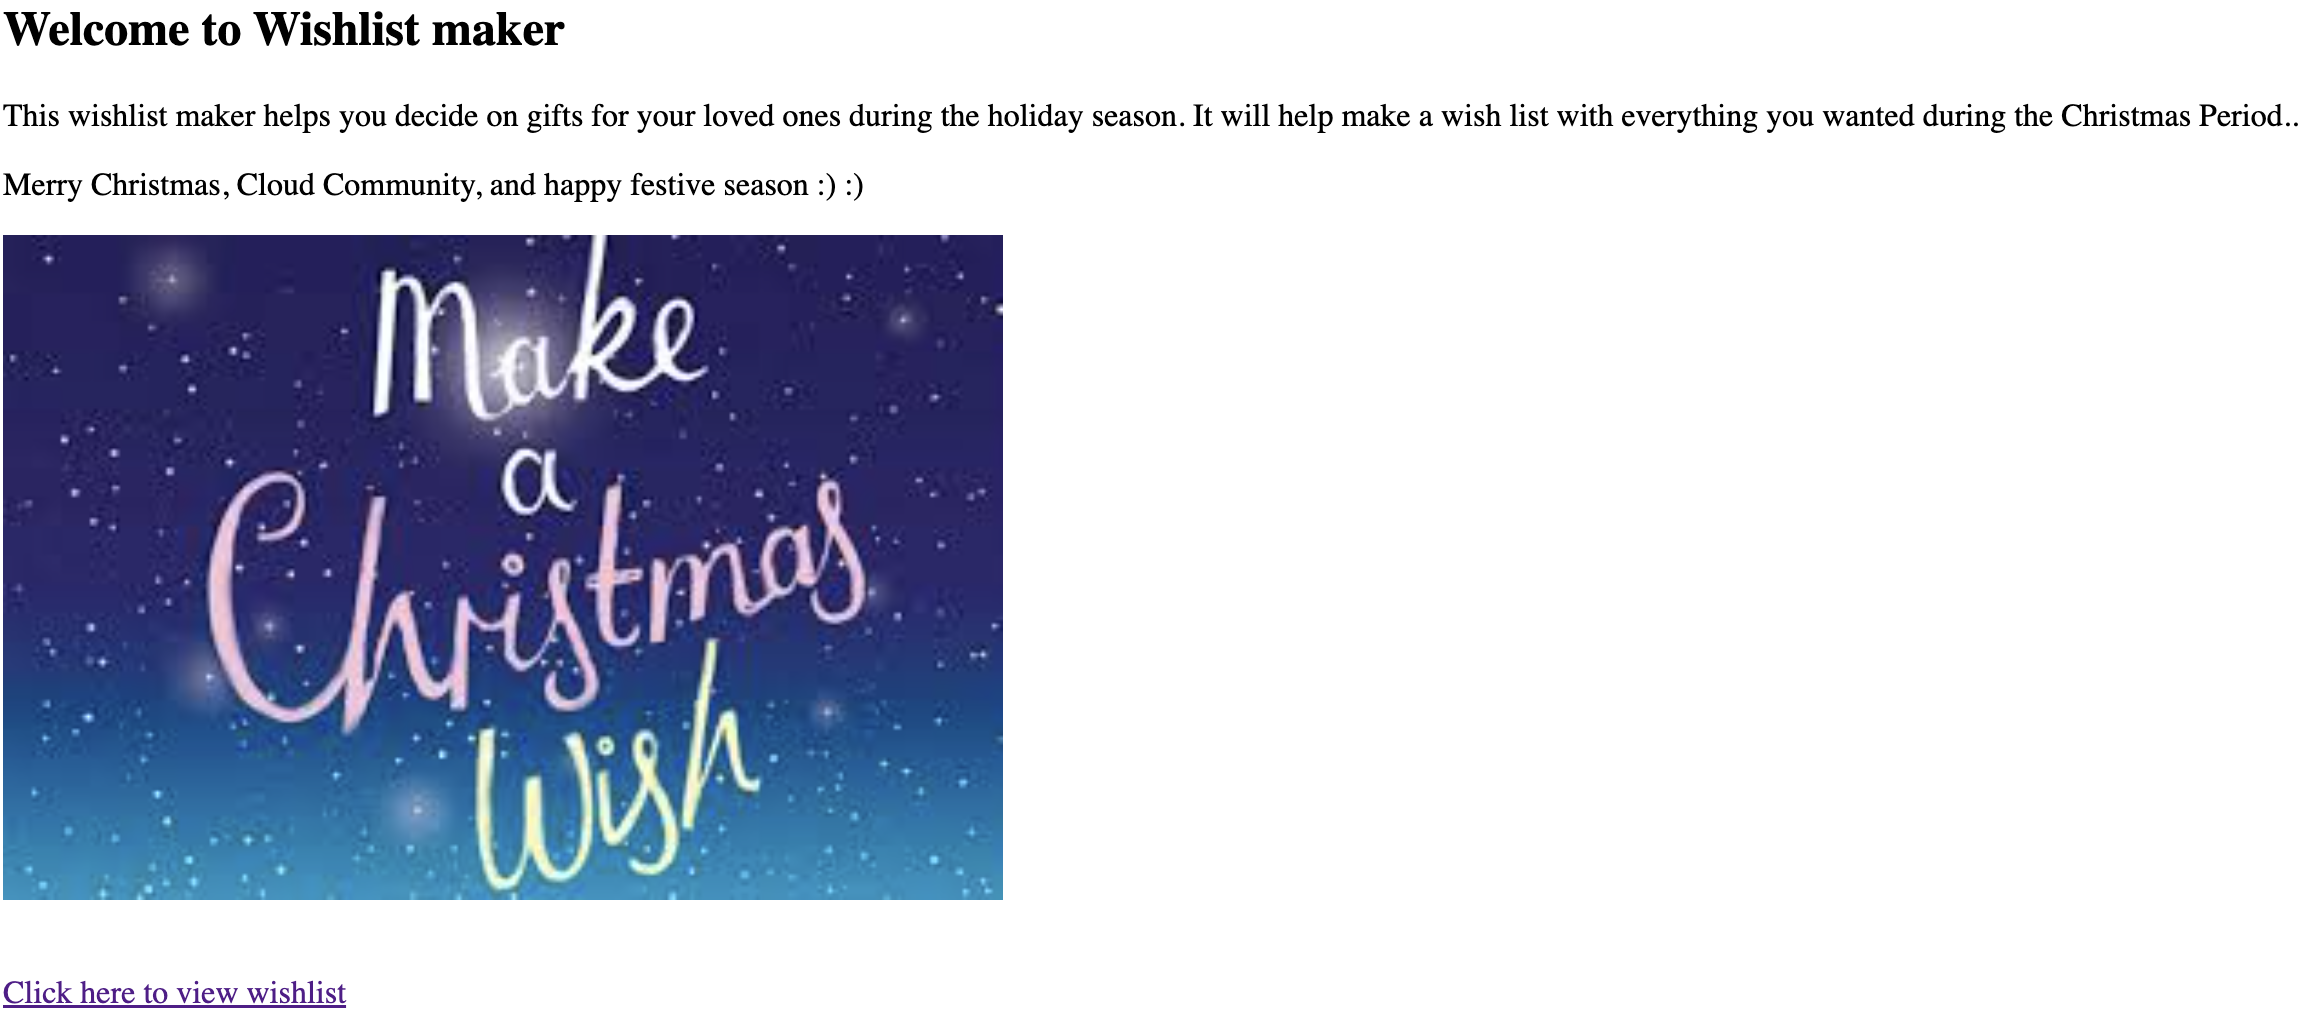 Welcome to Wishlist maker
This wishlist maker helps you decide on gifts for your loved ones during the holiday season. It will help make a wish list with everything you wanted during the Christmas Period..
Merry Christmas, Cloud Community, and happy festive season :) :)
Make
a
Christmas
Wish
Click here to view wishlist